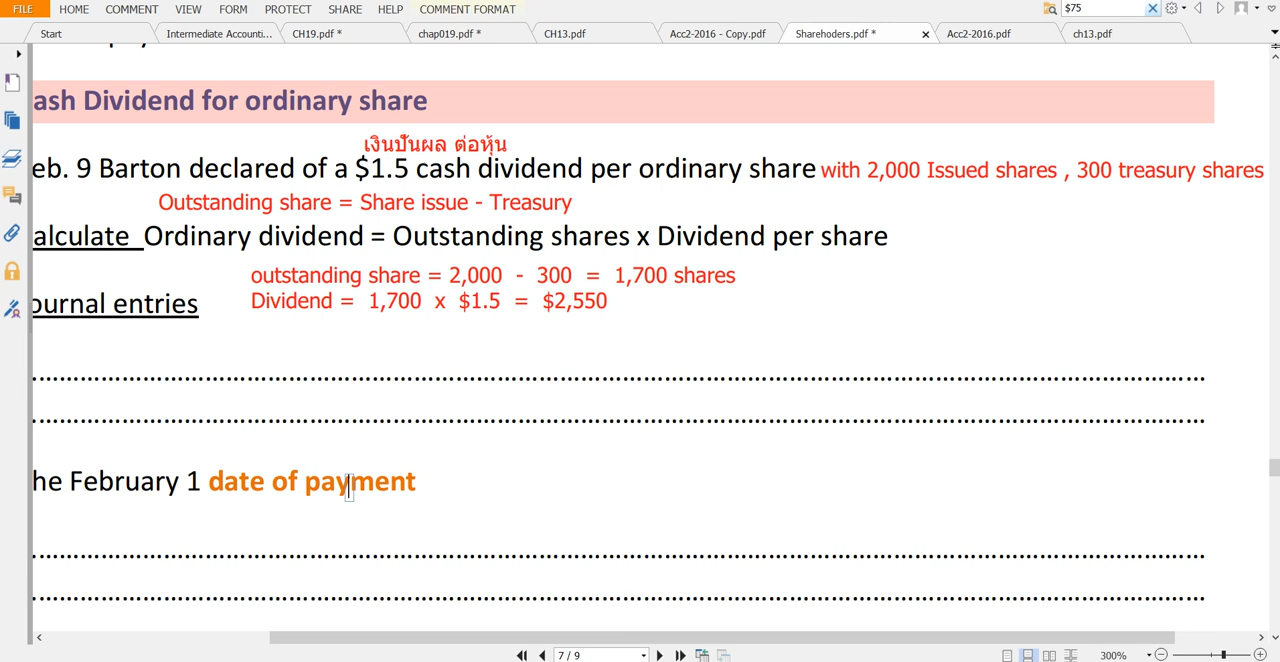 FILE HOME COMMENT VIEW FORM PROTECT SHARE HELP COMMENT FORMAT $75
Start Intermediate Accounti... CH19.pdf * chap019.pdf * CH13.pdf Acc2-2016 - Copy.pdf Sharehoders.pdf * Acc2-2016.pdf ch13.pdf
ash Dividend for ordinary share
เงินปันผล ต่อหุ้น
eb. 9 Barton declared of a $1.5 cash dividend per ordinary share with 2,000 Issued shares , 300 treasury shares
Outstanding share = Share issue - Treasury
alculate Ordinary dividend = Outstanding shares x Dividend per share
outstanding share = 2,000 - 300 = 1,700 shares
Dividend = 1,700 x $1.5 = $2,550
ournal entries
he February 1 date of payment
7 / 9 300%